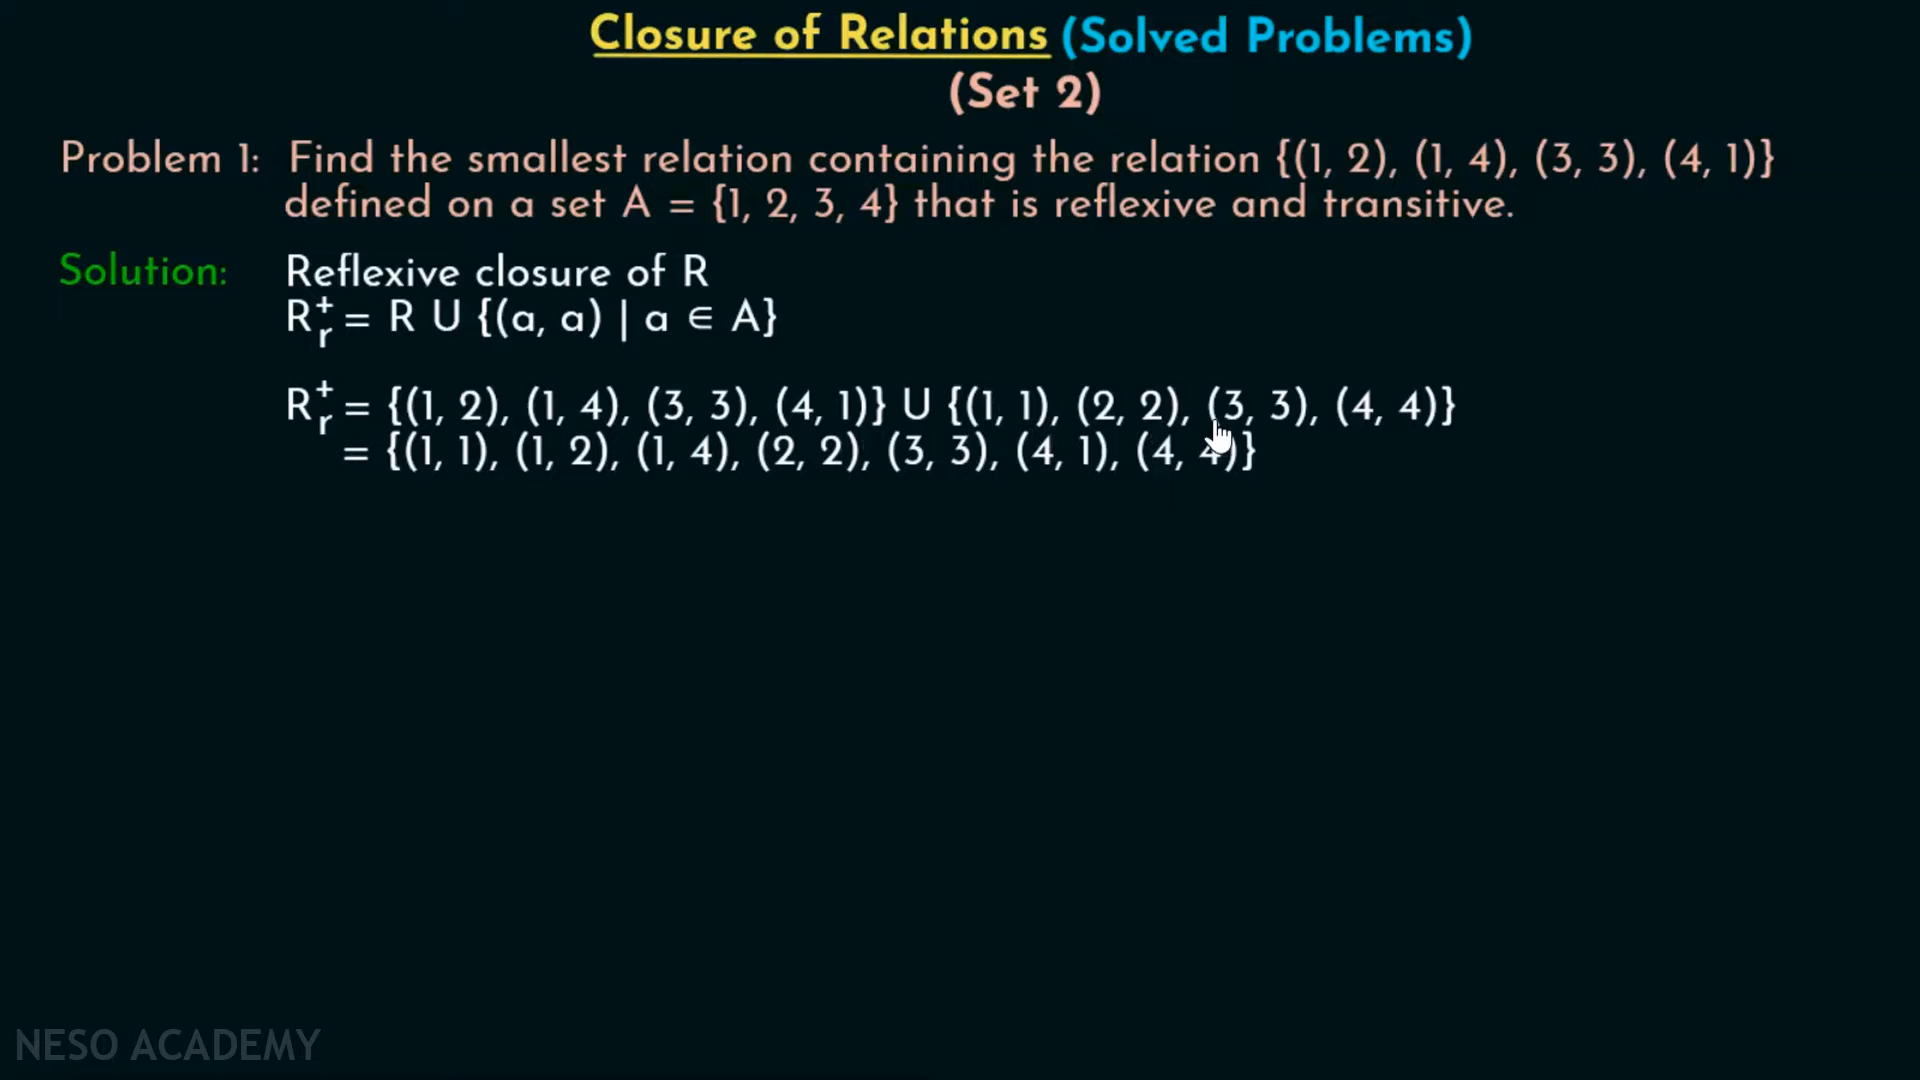 Closure of Relations (Solved Problems)
(Set 2)
Problem 1: Find the smallest relation containing the relation {(1, 2), (1, 4), (3, 3), (4, 1)}
defined on a set A = {1, 2, 3, 4} that is reflexive and transitive.
Solution: Reflexive closure of R
R⁺ᵣ = R U {(a, a) | a ∈ A}
R⁺ᵣ = {(1, 2), (1, 4), (3, 3), (4, 1)} U {(1, 1), (2, 2), (3, 3), (4, 4)}
= {(1, 1), (1, 2), (1, 4), (2, 2), (3, 3), (4, 1), (4, 4)}
NESO ACADEMY